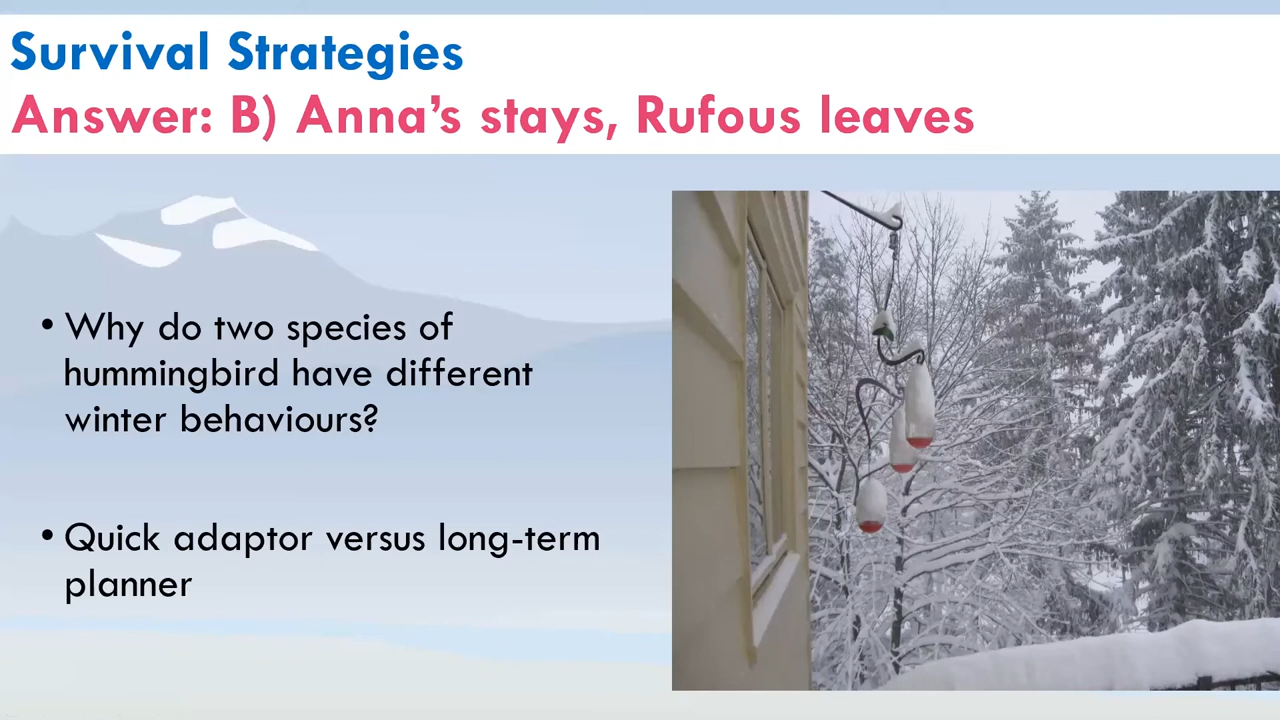 Survival Strategies
Answer: B) Anna’s stays, Rufous leaves
• Why do two species of
hummingbird have different
winter behaviours?
• Quick adaptor versus long-term
planner